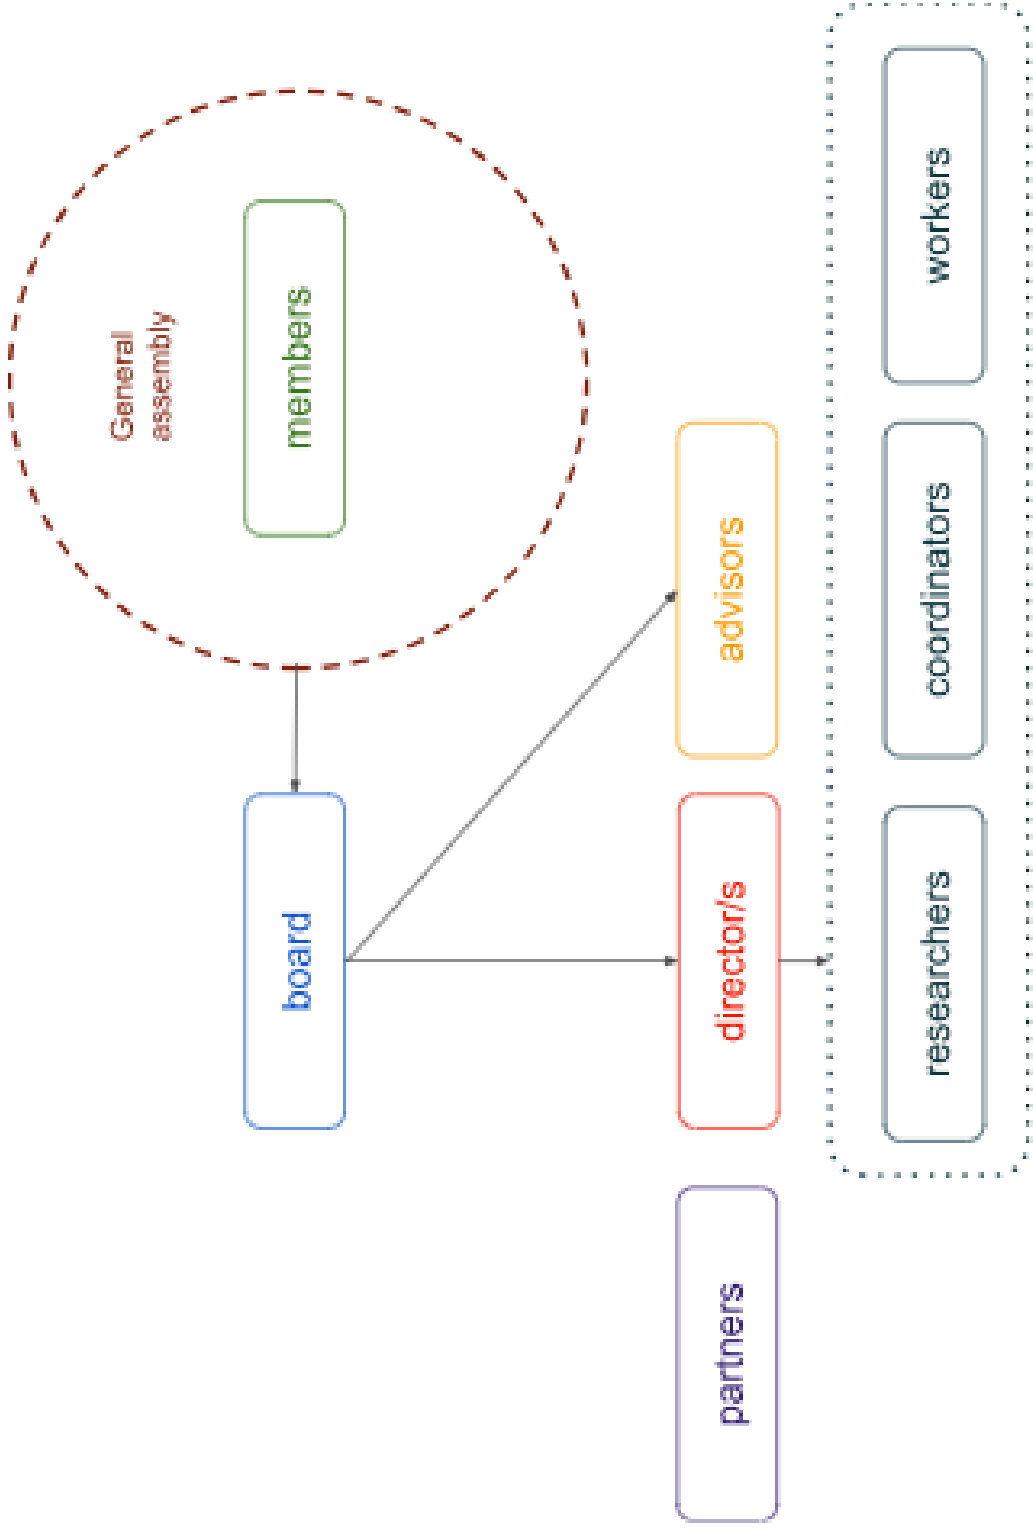 General
assembly
members
board
partners
director/s
advisors
researchers
coordinators
workers